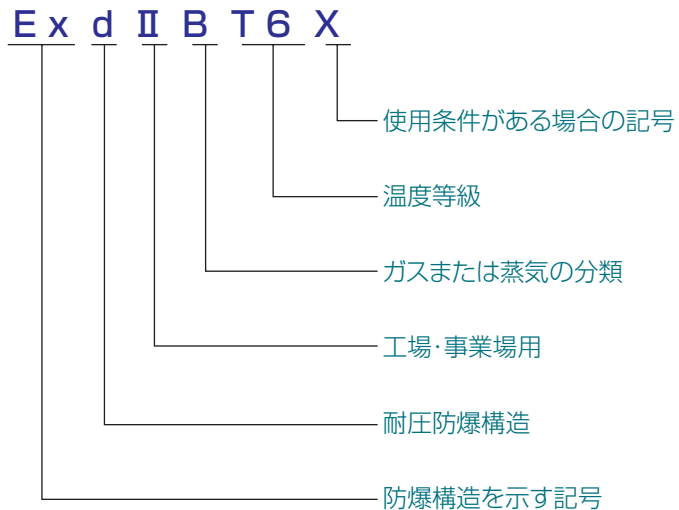 Ex d Ⅱ B T6 X
使用条件がある場合の記号
温度等級
ガスまたは蒸気の分類
工場･事業場用
耐圧防爆構造
防爆構造を示す記号